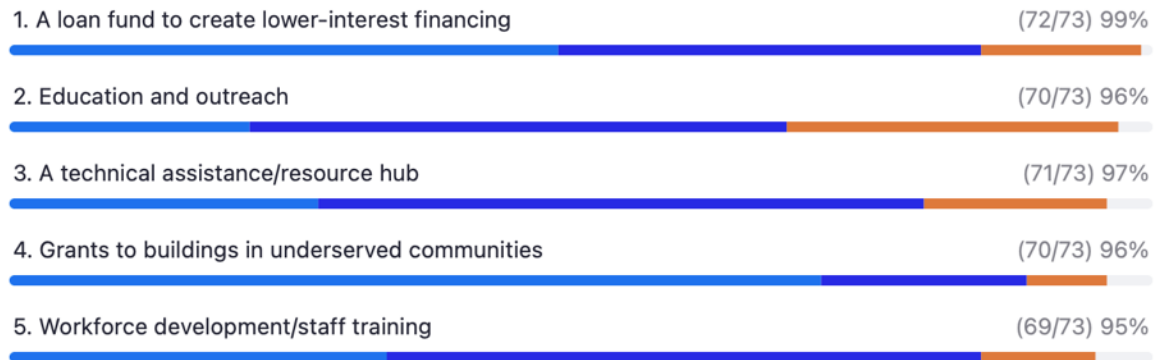 1. A loan fund to create lower-interest financing (72/73) 99%
2. Education and outreach (70/73) 96%
3. A technical assistance/resource hub (71/73) 97%
4. Grants to buildings in underserved communities (70/73) 96%
5. Workforce development/staff training (69/73) 95%